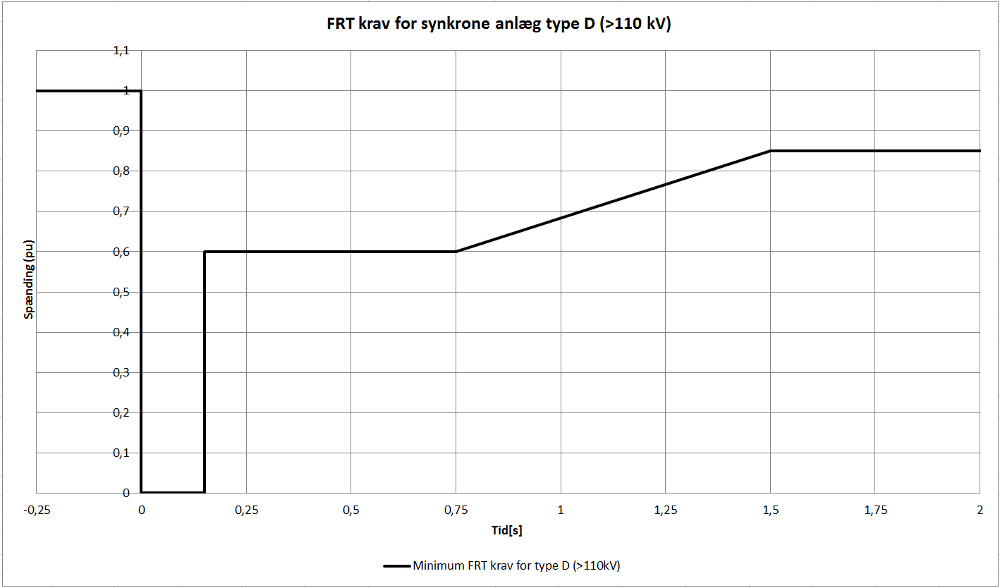 FRT krav for synkrone anlæg type D (>110 kV)
1,1
1
0,9
0,8
0,7
0,6
0,5
0,4
0,3
0,2
0,1
0
Spænding (pu)
-0,25 0 0,25 0,5 0,75 1 1,25 1,5 1,75 2
Tid[s]
Minimum FRT krav for type D (>110kV)